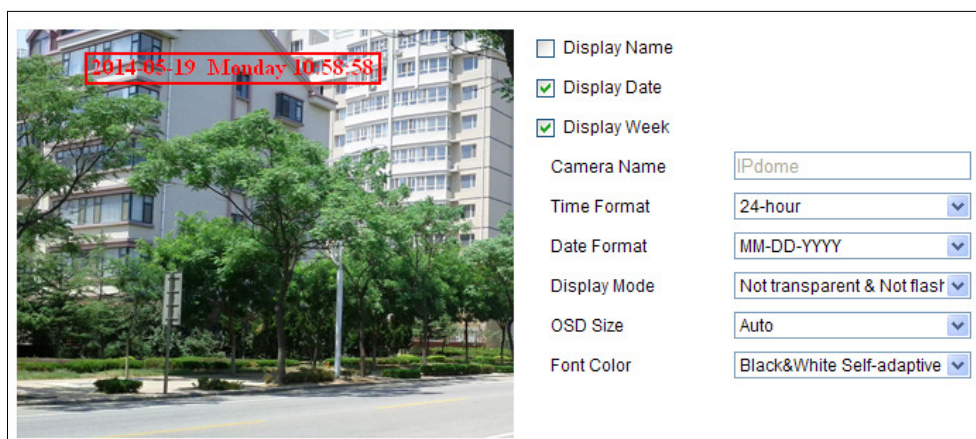 2014-05-19 Monday 10:58:58
Display Name
Display Date
Display Week
Camera Name IPdome
Time Format 24-hour
Date Format MM-DD-YYYY
Display Mode Not transparent & Not flash
OSD Size Auto
Font Color Black&White Self-adaptive